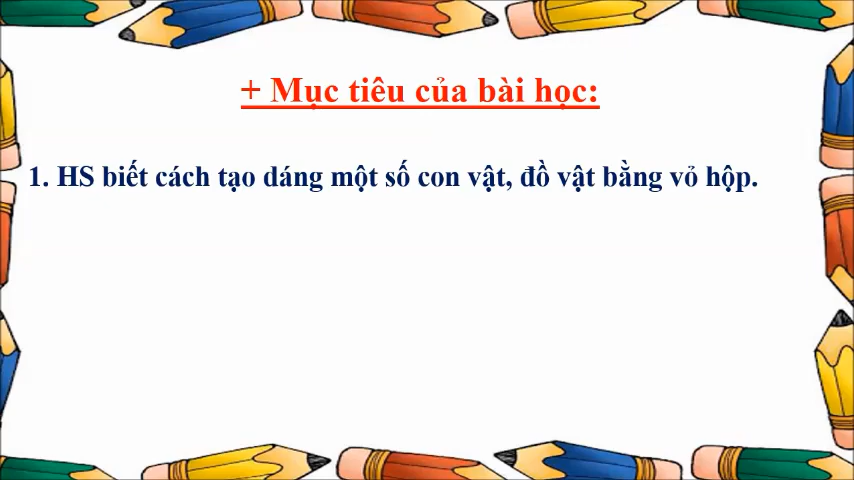 + Mục tiêu của bài học:
1. HS biết cách tạo dáng một số con vật, đồ vật bằng vỏ hộp.